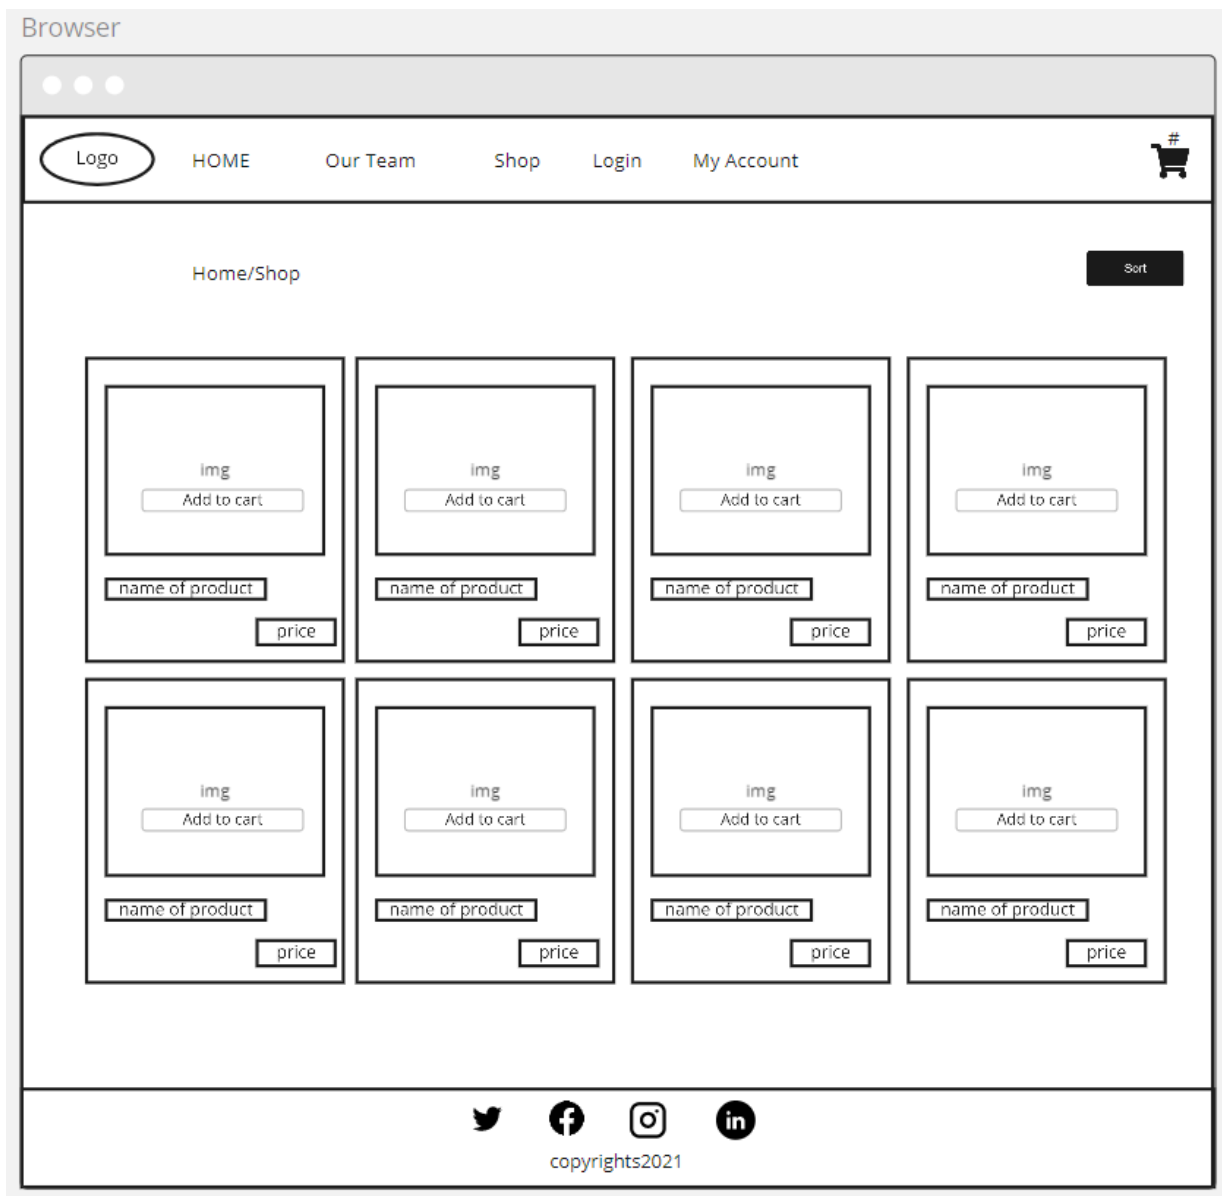 Browser
#
Logo HOME Our Team Shop Login My Account
Home/Shop Sort
img img img img
Add to cart Add to cart Add to cart Add to cart
name of product name of product name of product name of product
price price price price
img img img img
Add to cart Add to cart Add to cart Add to cart
name of product name of product name of product name of product
price price price price
in
copyrights2021